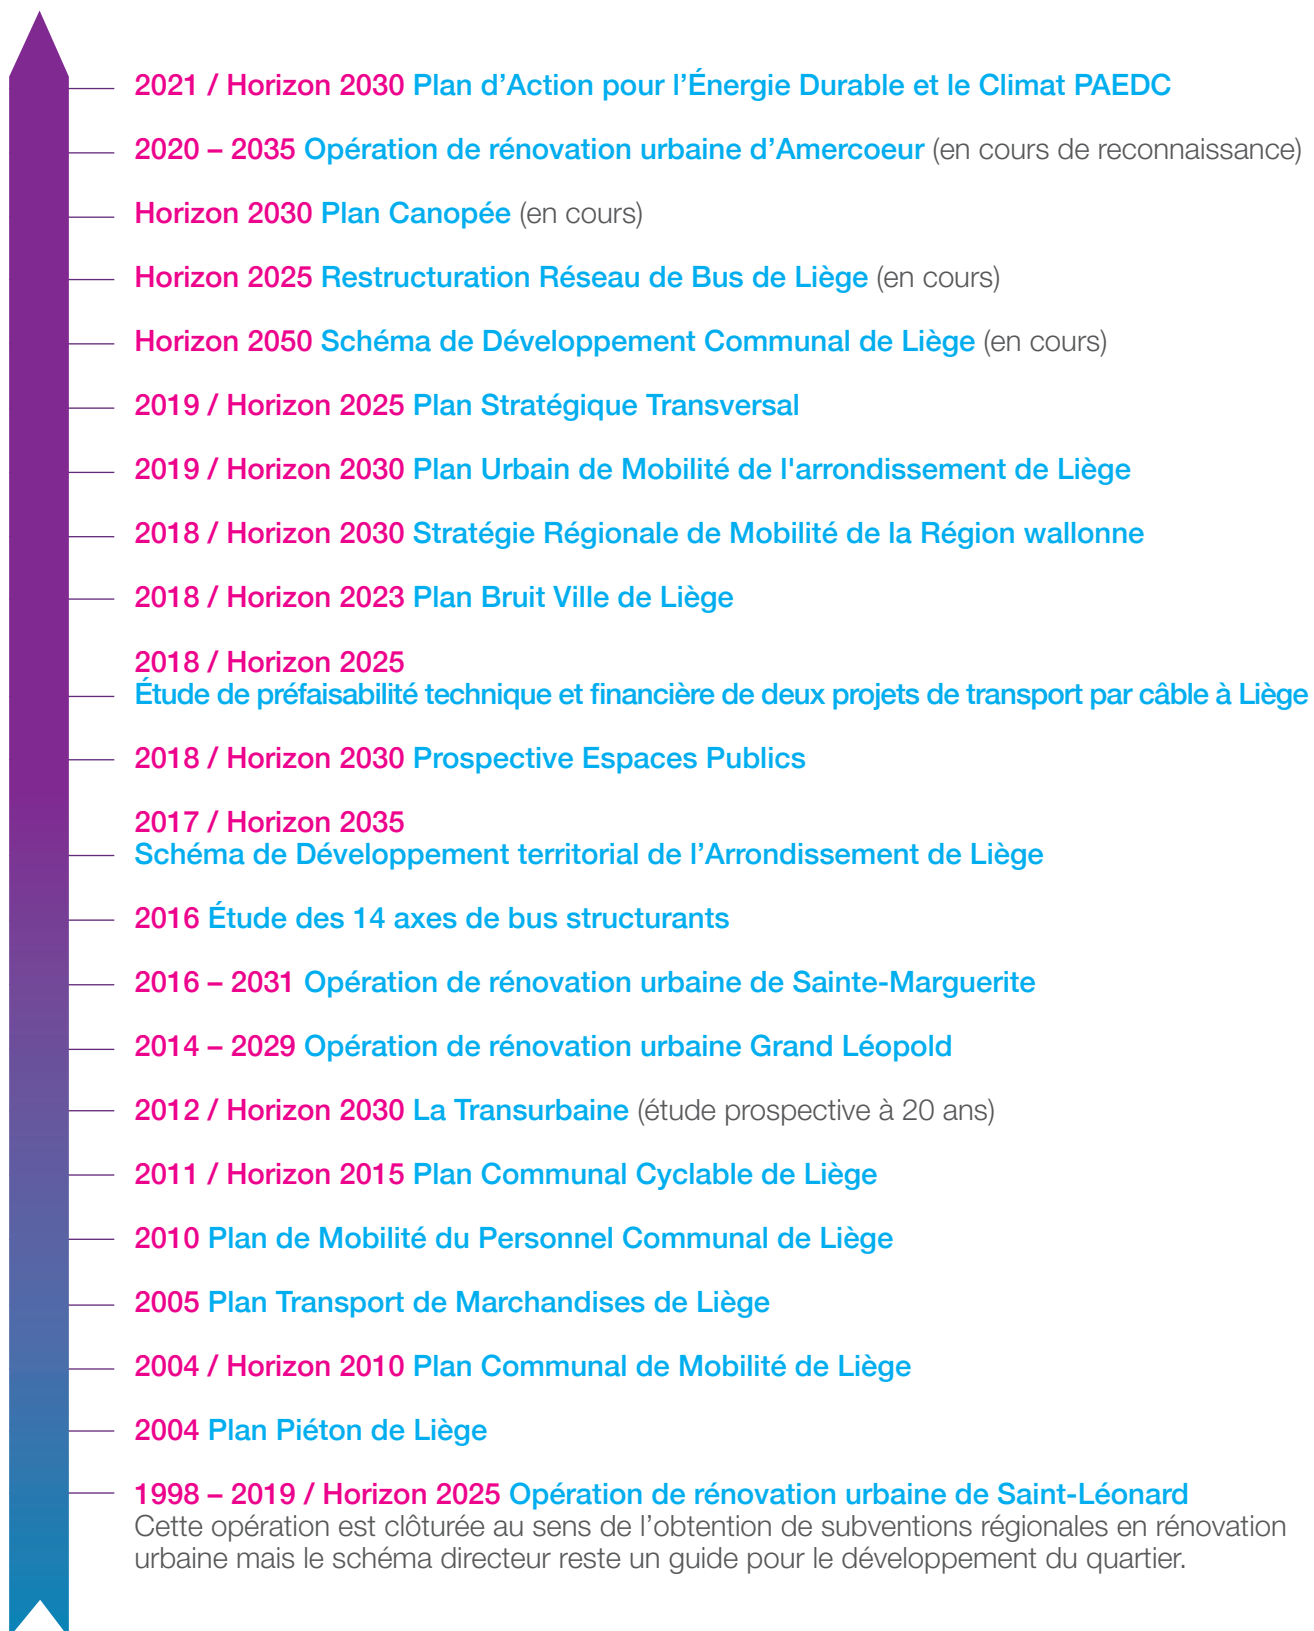 2021 / Horizon 2030 Plan d’Action pour l’Énergie Durable et le Climat PAEDC
2020 – 2035 Opération de rénovation urbaine d’Amercoeur (en cours de reconnaissance)
Horizon 2030 Plan Canopée (en cours)
Horizon 2025 Restructuration Réseau de Bus de Liège (en cours)
Horizon 2050 Schéma de Développement Communal de Liège (en cours)
2019 / Horizon 2025 Plan Stratégique Transversal
2019 / Horizon 2030 Plan Urbain de Mobilité de l'arrondissement de Liège
2018 / Horizon 2030 Stratégie Régionale de Mobilité de la Région wallonne
2018 / Horizon 2023 Plan Bruit Ville de Liège
2018 / Horizon 2025
Étude de préfaisabilité technique et financière de deux projets de transport par câble à Liège
2018 / Horizon 2030 Prospective Espaces Publics
2017 / Horizon 2035
Schéma de Développement territorial de l’Arrondissement de Liège
2016 Étude des 14 axes de bus structurants
2016 – 2031 Opération de rénovation urbaine de Sainte-Marguerite
2014 – 2029 Opération de rénovation urbaine Grand Léopold
2012 / Horizon 2030 La Transurbaine (étude prospective à 20 ans)
2011 / Horizon 2015 Plan Communal Cyclable de Liège
2010 Plan de Mobilité du Personnel Communal de Liège
2005 Plan Transport de Marchandises de Liège
2004 / Horizon 2010 Plan Communal de Mobilité de Liège
2004 Plan Piéton de Liège
1998 – 2019 / Horizon 2025 Opération de rénovation urbaine de Saint-Léonard
Cette opération est clôturée au sens de l’obtention de subventions régionales en rénovation
urbaine mais le schéma directeur reste un guide pour le développement du quartier.